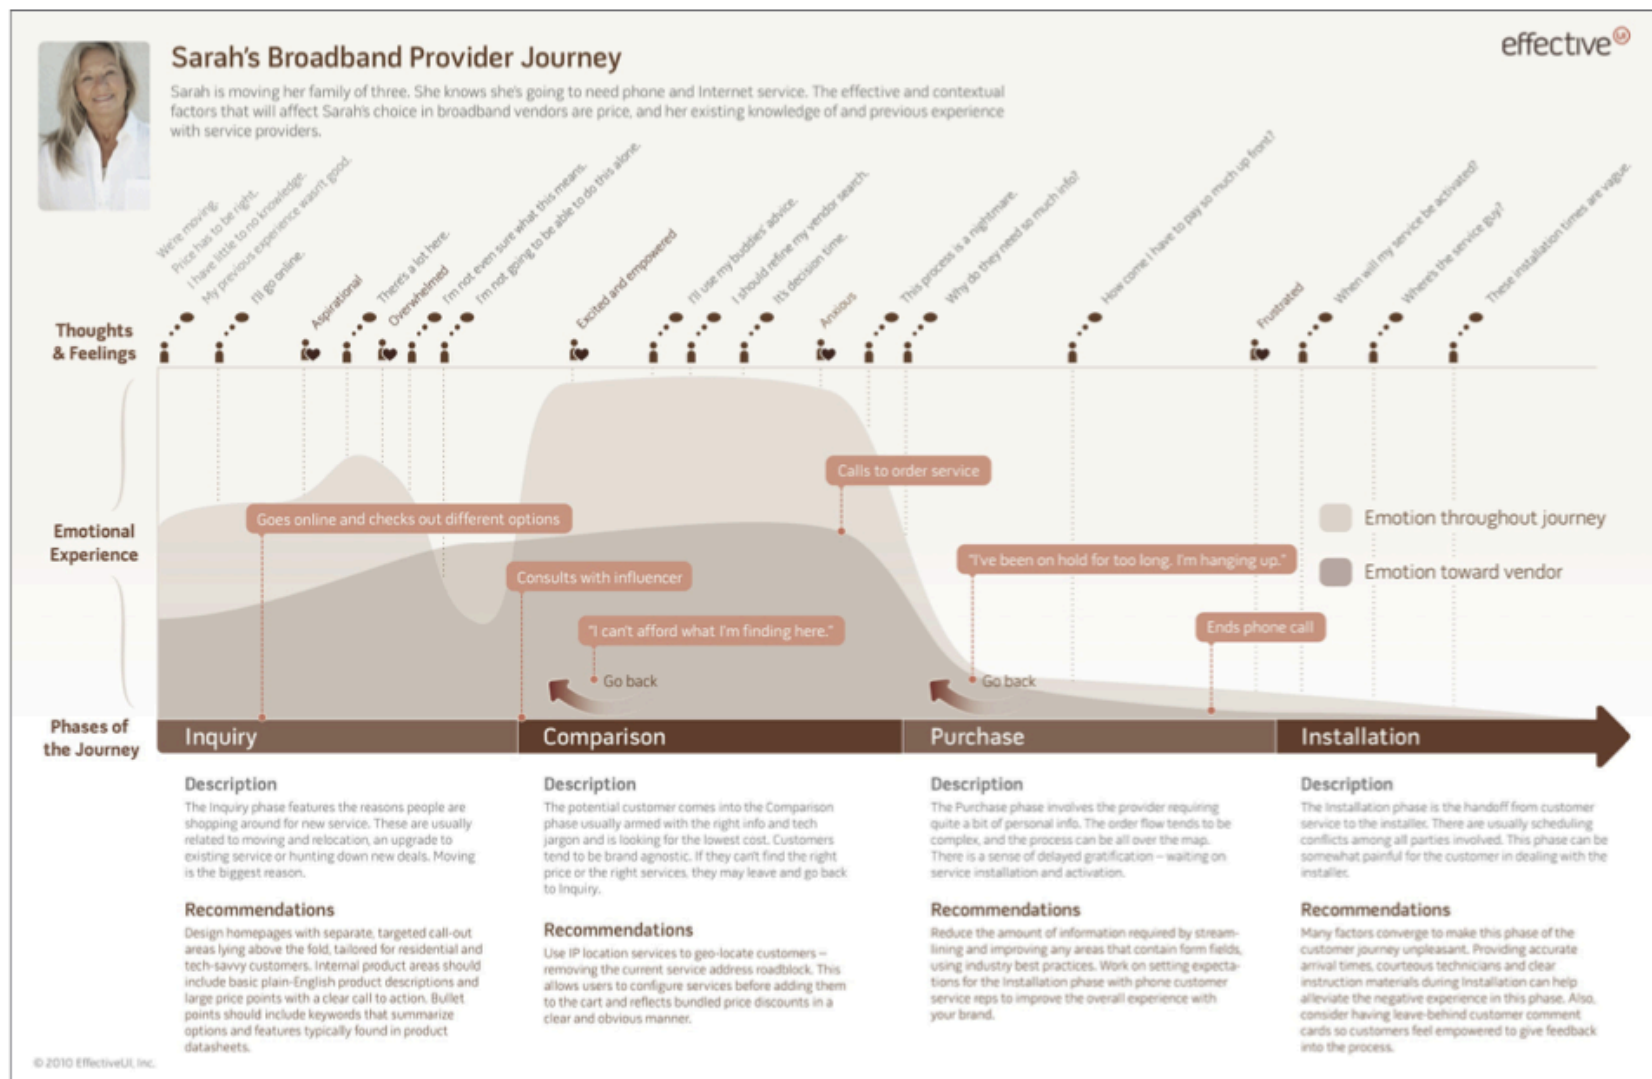 Sarah's Broadband Provider Journey
effective UI
Sarah is moving her family of three. She knows she's going to need phone and Internet service. The effective and contextual
factors that will affect Sarah's choice in broadband vendors are price, and her existing knowledge of and previous experience
with service providers.
We're moving.
Price has to be right.
I have little to no knowledge.
My previous experience wasn't good.
I'll go online.
Aspirational
There's a lot here.
Overwhelmed
I'm not even sure what this means.
I'm not going to be able to do this alone.
Excited and empowered
I'll use my buddies' advice.
I should refine my vendor search.
It's decision time.
Anxious
This process is a nightmare.
Why do they need so much info?
How come I have to pay so much up front?
Frustrated
When will my service be activated?
Where's the service guy?
These installation times are vague.
Thoughts
& Feelings
Emotional
Experience
Calls to order service
Goes online and checks out different options
Emotion throughout journey
"I've been on hold for too long. I'm hanging up."
Emotion toward vendor
Consults with influencer
"I can't afford what I'm finding here."
Ends phone call
Go back
Go back
Phases of
the Journey
Inquiry
Comparison
Purchase
Installation
Description
The Inquiry phase features the reasons people are
shopping around for new service. These are usually
related to moving and relocation, an upgrade to
existing service or hunting down new deals. Moving
is the biggest reason.
Recommendations
Design homepages with separate, targeted call-out
areas lying above the fold, tailored for residential and
tech-savvy customers. Internal product areas should
include basic plain-English product descriptions and
large price points with a clear call to action. Bullet
points should include keywords that summarize
options and features typically found in product
datasheets.
Description
The potential customer comes into the Comparison
phase usually armed with the right info and tech
jargon and is looking for the lowest cost. Customers
tend to be brand agnostic. If they can't find the right
price or the right services, they may leave and go back
to Inquiry.
Recommendations
Use IP location services to geo-locate customers –
removing the current service address roadblock. This
allows users to configure services before adding them
to the cart and reflects bundled price discounts in a
clear and obvious manner.
Description
The Purchase phase involves the provider requiring
quite a bit of personal info. The order flow tends to be
complex, and the process can be all over the map.
There is a sense of delayed gratification – waiting on
service installation and activation.
Recommendations
Reduce the amount of information required by stream-
lining and improving any areas that contain form fields,
using industry best practices. Work on setting expecta-
tions for the Installation phase with phone customer
service reps to improve the overall experience with
your brand.
Description
The Installation phase is the handoff from customer
service to the installer. There are usually scheduling
conflicts among all parties involved. This phase can be
somewhat painful for the customer in dealing with the
installer.
Recommendations
Many factors converge to make this phase of the
customer journey unpleasant. Providing accurate
arrival times, courteous technicians and clear
instruction materials during Installation can help
alleviate the negative experience in this phase. Also,
consider having leave-behind customer comment
cards so customers feel empowered to give feedback
into the process.
© 2010 EffectiveUI, Inc.